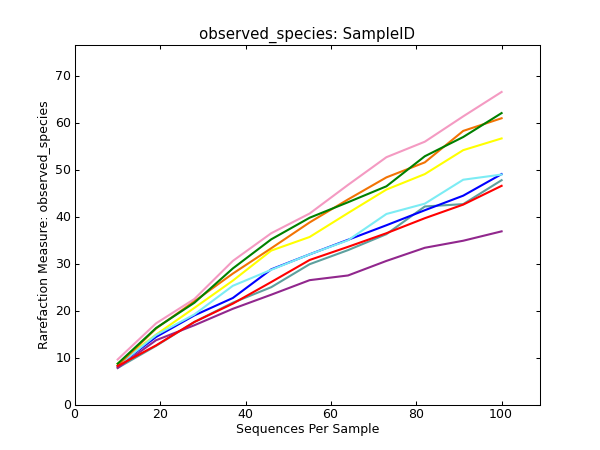 observed_species: SampleID
Rarefaction Measure: observed_species
70
60
50
40
30
20
10
0
0 20 40 60 80 100
Sequences Per Sample